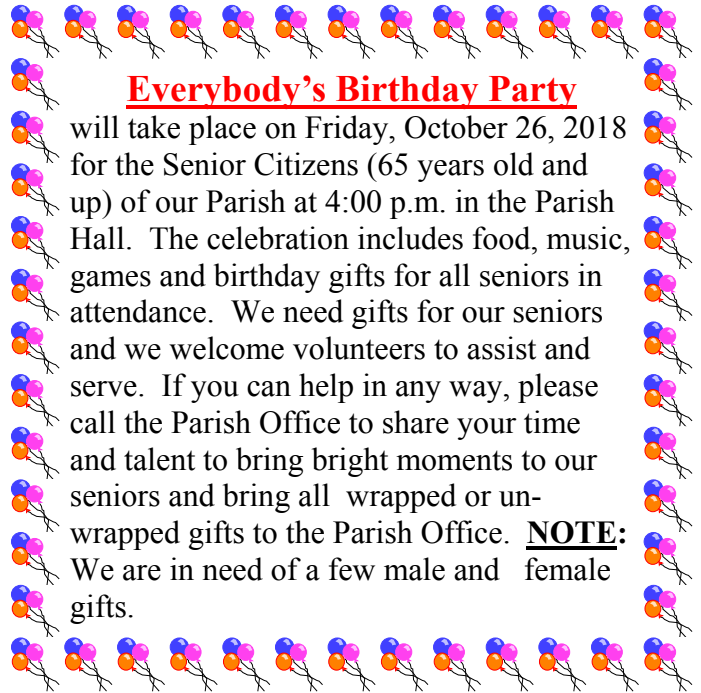 Everybody’s Birthday Party
will take place on Friday, October 26, 2018
for the Senior Citizens (65 years old and
up) of our Parish at 4:00 p.m. in the Parish
Hall.  The celebration includes food, music,
games and birthday gifts for all seniors in
attendance.  We need gifts for our seniors
and we welcome volunteers to assist and
serve.  If you can help in any way, please
call the Parish Office to share your time
and talent to bring bright moments to our
seniors and bring all  wrapped or un-
wrapped gifts to the Parish Office.  NOTE:
We are in need of a few male and   female
gifts.